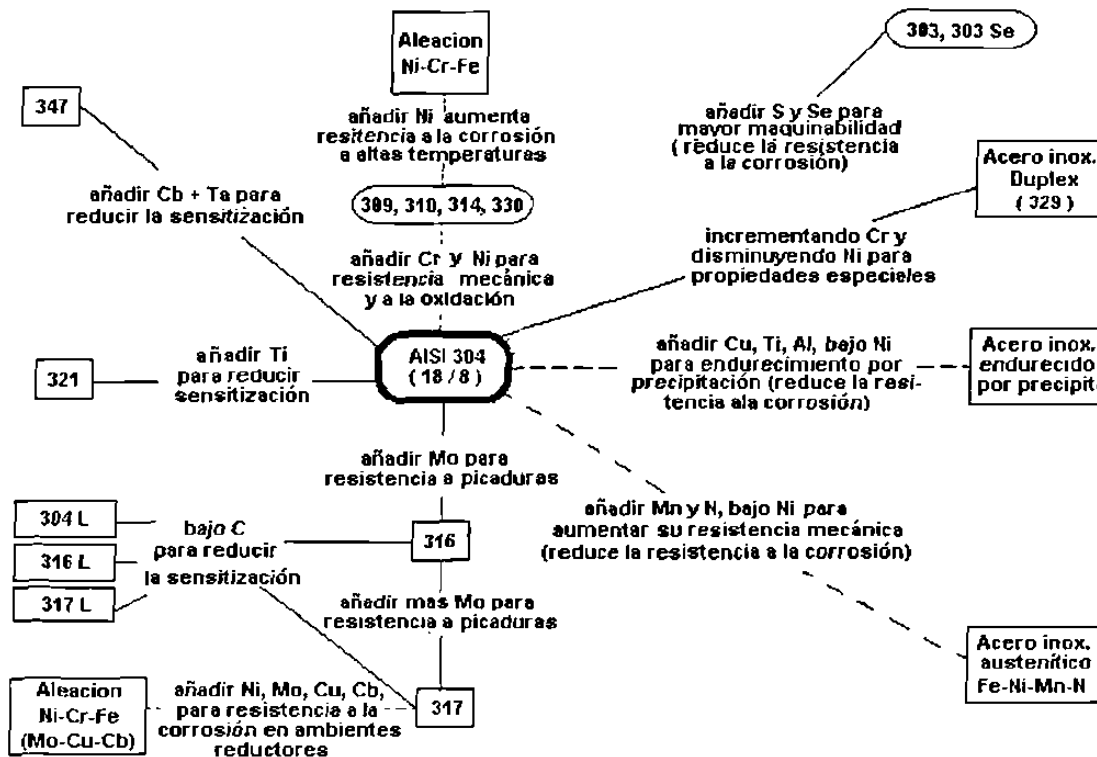 Aleacion
Ni-Cr-Fe
303, 303 Se
347
añadir Ni aumenta
resitencia a la corrosión
a altas temperaturas
añadir S y Se para
mayor maquinabilidad
( reduce la resistencia
a la corrosión)
Acero inox.
Duplex
( 329 )
añadir Cb + Ta para
reducir la sensitización
309, 310, 314, 330
incrementando Cr y
disminuyendo Ni para
propiedades especiales
añadir Cr y Ni para
resistencia mecánica
y a la oxidación
321
añadir Ti
para reducir
sensitización
AISI 304
( 18 / 8 )
añadir Cu, Ti, Al, bajo Ni
para endurecimiento por
precipitación (reduce la resis-
tencia ala corrosión)
Acero inox.
endurecido
por precipit
añadir Mo para
resistencia a picaduras
304 L
316 L
317 L
bajo C
para reducir
la sensitización
316
añadir Mn y N, bajo Ni para
aumentar su resistencia mecánica
(reduce la resistencia a la corrosión)
añadir mas Mo para
resistencia a picaduras
Acero inox.
austenítico
Fe-Ni-Mn-N
Aleacion
Ni-Cr-Fe
(Mo-Cu-Cb)
añadir Ni, Mo, Cu, Cb,
para resistencia a la
corrosión en ambientes
reductores
317